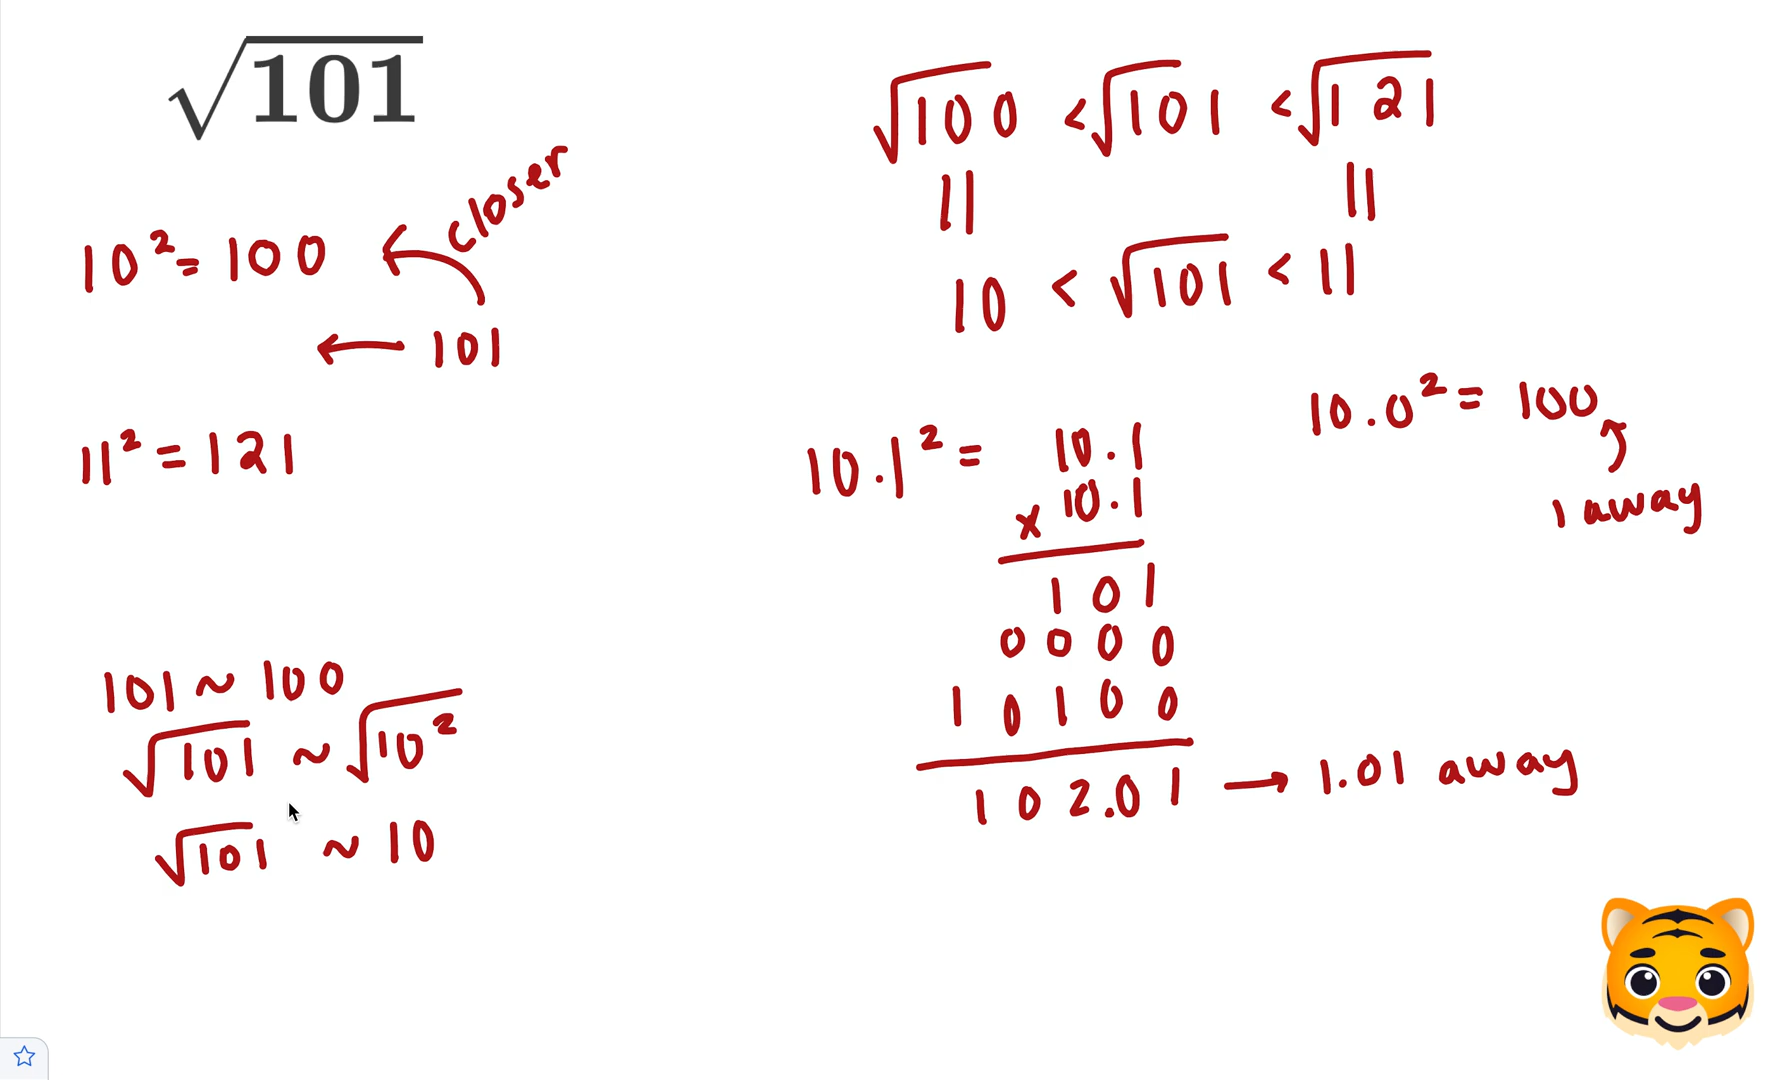 √101
10² = 100
closer
← 101
11² = 121
101 ~ 100
√101 ~ √10²
√101 ~ 10
√100 < √101 < √121
|| ||
10 < √101 < 11
10.1² = 10.1
x 10.1
101
0000
10100
102.01 → 1.01 away
10.0² = 100
1 away